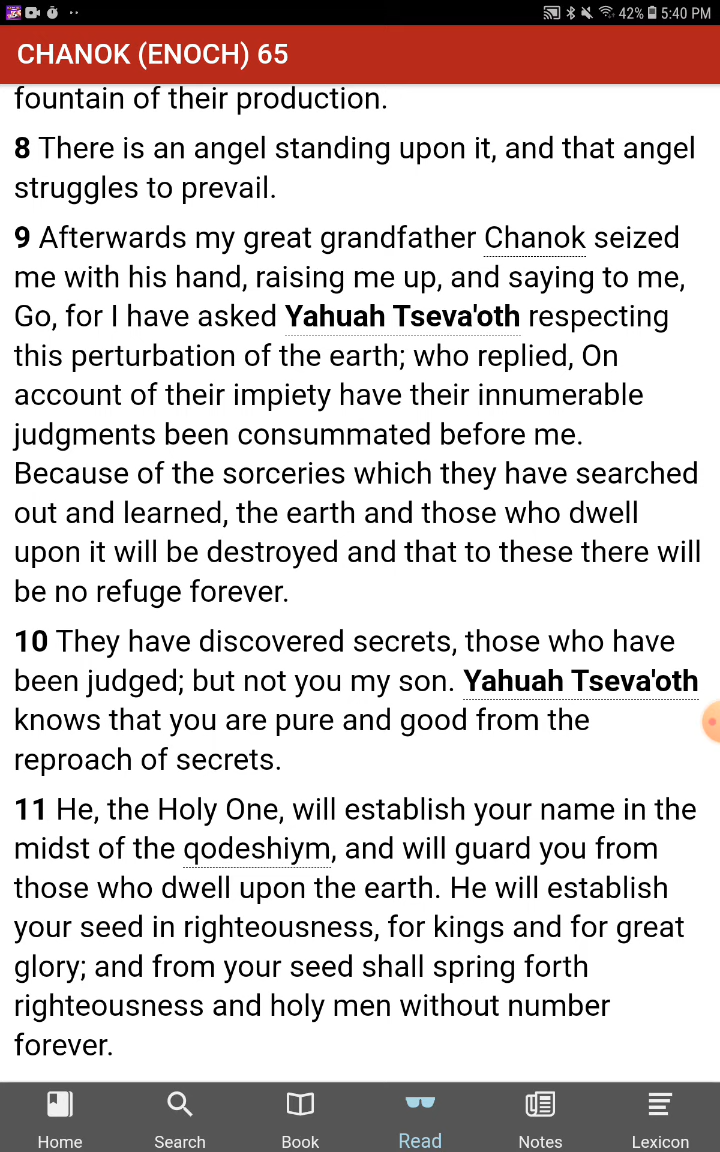 42% 5:40 PM
CHANOK (ENOCH) 65
fountain of their production.
8 There is an angel standing upon it, and that angel
struggles to prevail.
9 Afterwards my great grandfather Chanok seized
me with his hand, raising me up, and saying to me,
Go, for I have asked Yahuah Tseva'oth respecting
this perturbation of the earth; who replied, On
account of their impiety have their innumerable
judgments been consummated before me.
Because of the sorceries which they have searched
out and learned, the earth and those who dwell
upon it will be destroyed and that to these there will
be no refuge forever.
10 They have discovered secrets, those who have
been judged; but not you my son. Yahuah Tseva'oth
knows that you are pure and good from the
reproach of secrets.
11 He, the Holy One, will establish your name in the
midst of the qodeshiym, and will guard you from
those who dwell upon the earth. He will establish
your seed in righteousness, for kings and for great
glory; and from your seed shall spring forth
righteousness and holy men without number
forever.
Home Search Book Read Notes Lexicon